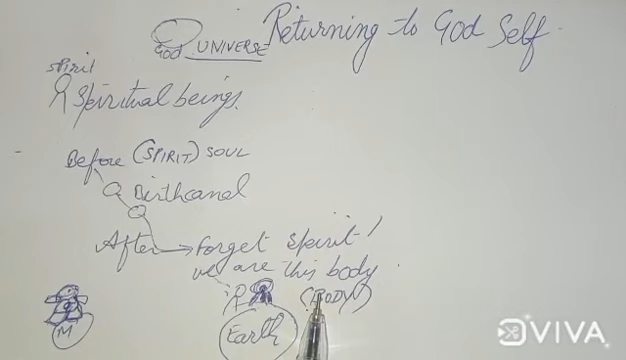 Returning to God Self.
God UNIVERSE
spirit
Spiritual beings.
Before (SPIRIT) SOUL
Birthcanal
After → Forget Spirit!
we are this body
(BODY)
M
Earth
VIVA